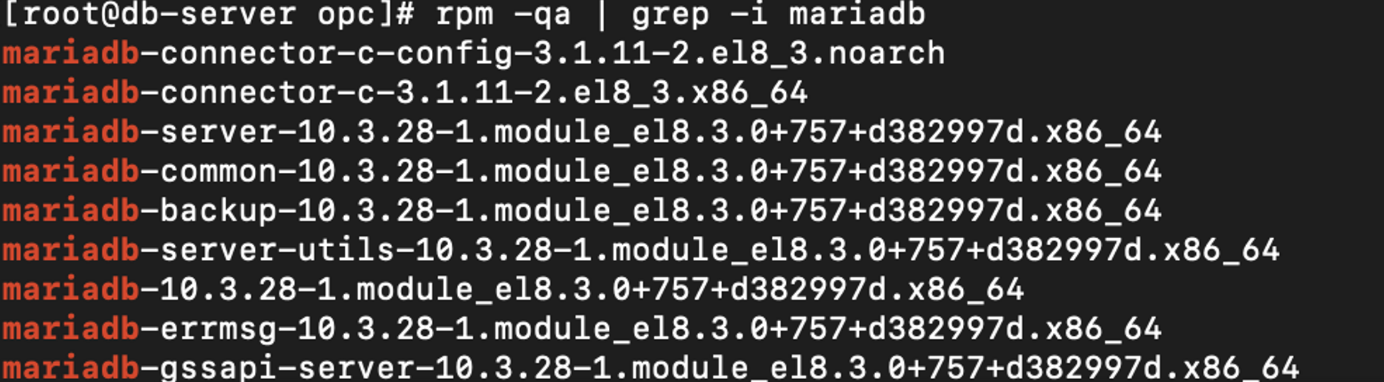 [root@db-server opc]# rpm -qa | grep -i mariadb
mariadb-connector-c-config-3.1.11-2.el8_3.noarch
mariadb-connector-c-3.1.11-2.el8_3.x86_64
mariadb-server-10.3.28-1.module_el8.3.0+757+d382997d.x86_64
mariadb-common-10.3.28-1.module_el8.3.0+757+d382997d.x86_64
mariadb-backup-10.3.28-1.module_el8.3.0+757+d382997d.x86_64
mariadb-server-utils-10.3.28-1.module_el8.3.0+757+d382997d.x86_64
mariadb-10.3.28-1.module_el8.3.0+757+d382997d.x86_64
mariadb-errmsg-10.3.28-1.module_el8.3.0+757+d382997d.x86_64
mariadb-gssapi-server-10.3.28-1.module_el8.3.0+757+d382997d.x86_64